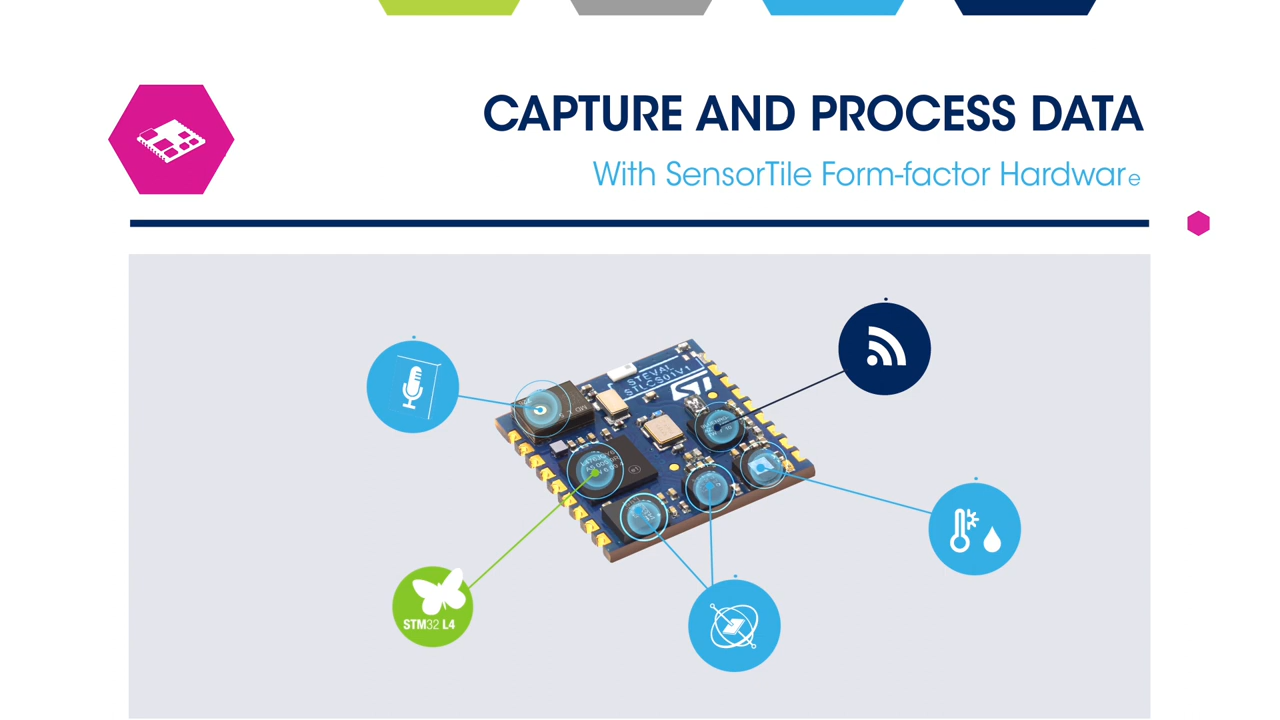 CAPTURE AND PROCESS DATA
With SensorTile Form-factor Hardware
STEVAL
STLCS01V1
STM32 L4